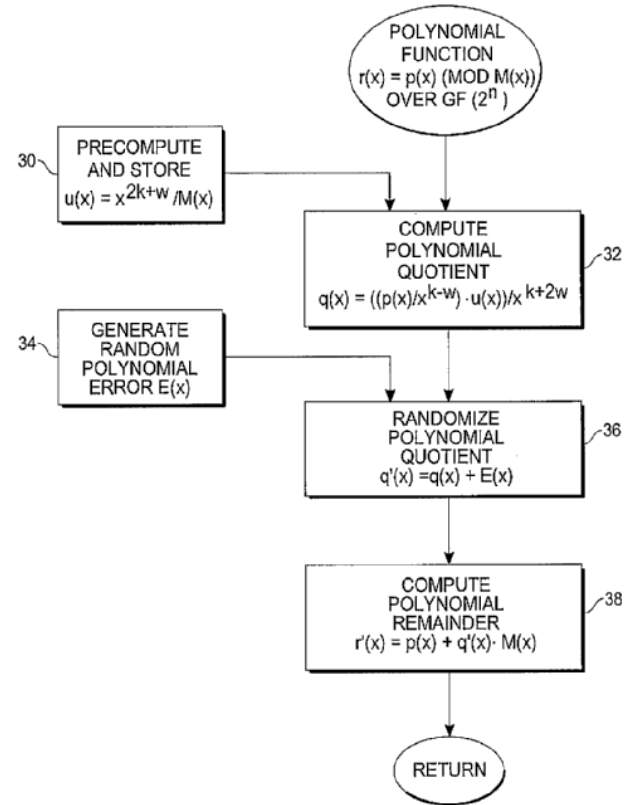 POLYNOMIAL
FUNCTION
r(x) = p(x) (MOD M(x))
OVER GF (2^n)
30
PRECOMPUTE
AND STORE
u(x) = x^2k+w /M(x)
COMPUTE
POLYNOMIAL
QUOTIENT
q(x) = ((p(x)/x^k-w) · u(x))/x^k+2w
32
34
GENERATE
RANDOM
POLYNOMIAL
ERROR E(x)
RANDOMIZE
POLYNOMIAL
QUOTIENT
q'(x) =q(x) + E(x)
36
COMPUTE
POLYNOMIAL
REMAINDER
r'(x) = p(x) + q'(x)· M(x)
38
RETURN